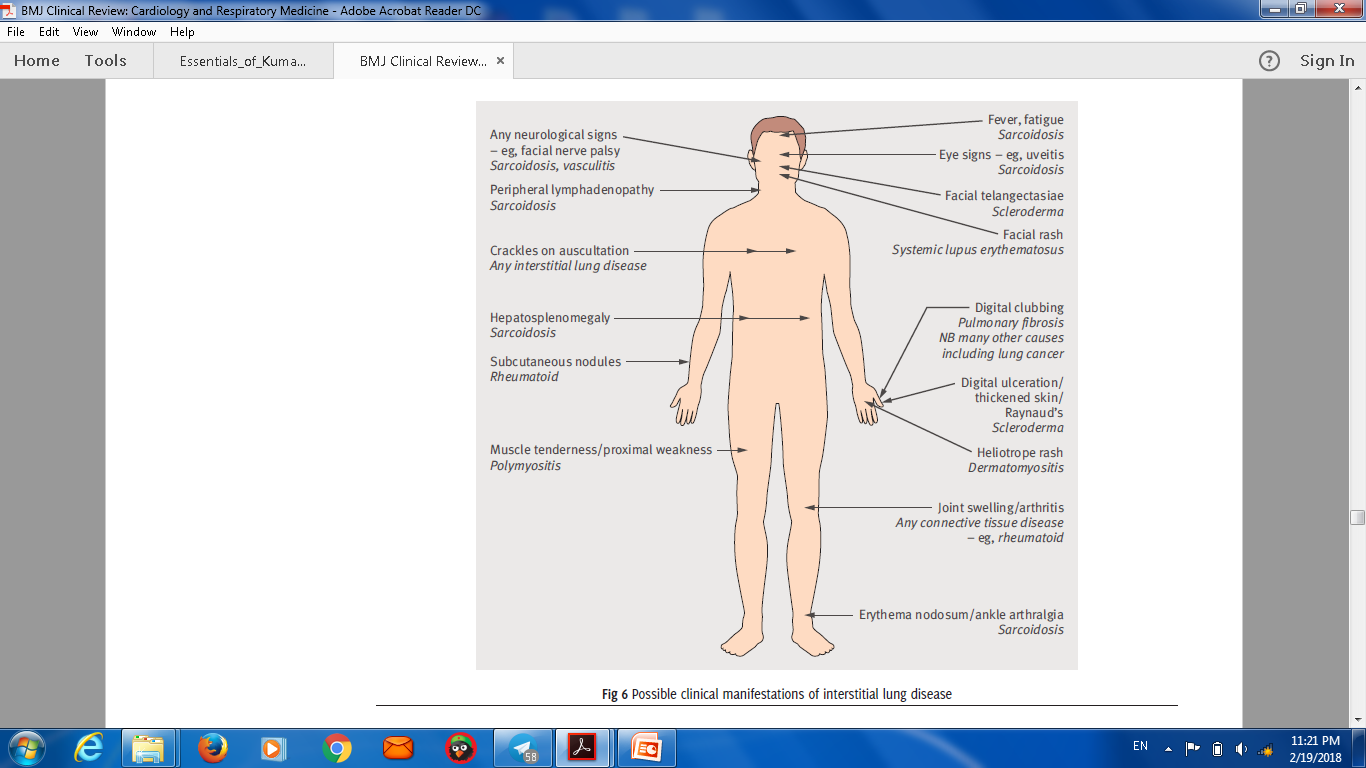 BMJ Clinical Review: Cardiology and Respiratory Medicine - Adobe Acrobat Reader DC
File Edit View Window Help
Home Tools Essentials_of_Kuma... BMJ Clinical Review... × ? Sign In
Any neurological signs
– eg, facial nerve palsy
Sarcoidosis, vasculitis
Peripheral lymphadenopathy
Sarcoidosis
Crackles on auscultation
Any interstitial lung disease
Hepatosplenomegaly
Sarcoidosis
Subcutaneous nodules
Rheumatoid
Muscle tenderness/proximal weakness
Polymyositis
Fever, fatigue
Sarcoidosis
Eye signs – eg, uveitis
Sarcoidosis
Facial telangectasiae
Scleroderma
Facial rash
Systemic lupus erythematosus
Digital clubbing
Pulmonary fibrosis
NB many other causes
including lung cancer
Digital ulceration/
thickened skin/
Raynaud's
Scleroderma
Heliotrope rash
Dermatomyositis
Joint swelling/arthritis
Any connective tissue disease
– eg, rheumatoid
Erythema nodosum/ankle arthralgia
Sarcoidosis
Fig 6 Possible clinical manifestations of interstitial lung disease
58
EN
11:21 PM
2/19/2018